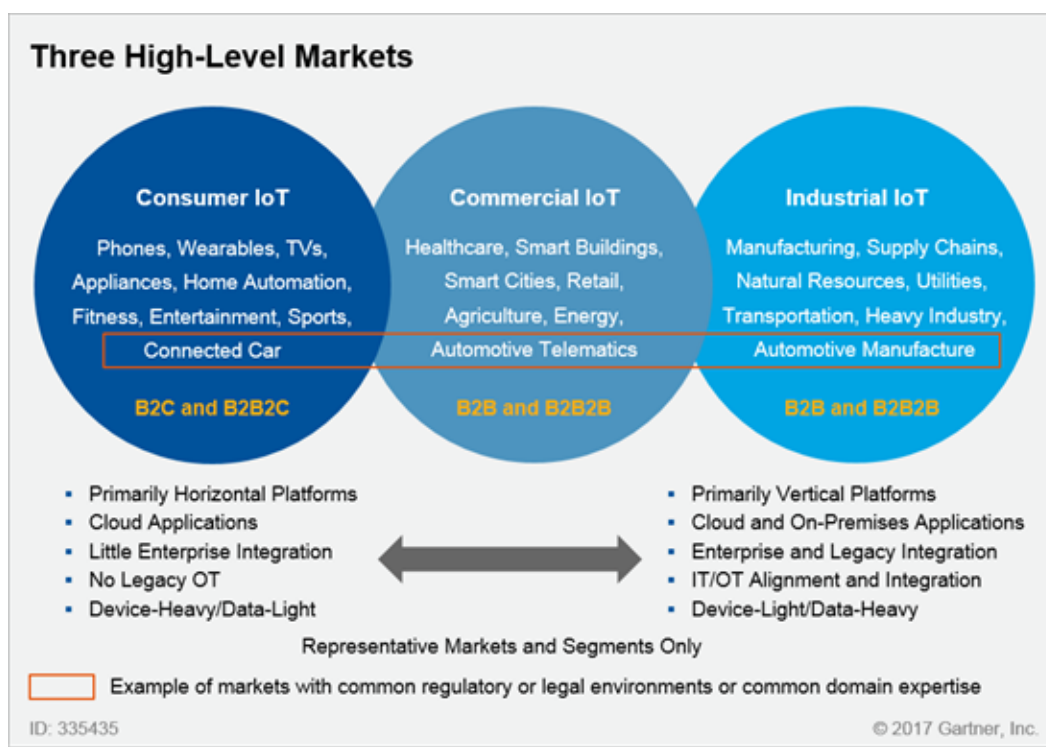 Three High-Level Markets
Consumer IoT
Phones, Wearables, TVs,
Appliances, Home Automation,
Fitness, Entertainment, Sports,
Connected Car
B2C and B2B2C
Commercial IoT
Healthcare, Smart Buildings,
Smart Cities, Retail,
Agriculture, Energy,
Automotive Telematics
B2B and B2B2B
Industrial IoT
Manufacturing, Supply Chains,
Natural Resources, Utilities,
Transportation, Heavy Industry,
Automotive Manufacture
B2B and B2B2B
▪ Primarily Horizontal Platforms
▪ Cloud Applications
▪ Little Enterprise Integration
▪ No Legacy OT
▪ Device-Heavy/Data-Light
▪ Primarily Vertical Platforms
▪ Cloud and On-Premises Applications
▪ Enterprise and Legacy Integration
▪ IT/OT Alignment and Integration
▪ Device-Light/Data-Heavy
Representative Markets and Segments Only
Example of markets with common regulatory or legal environments or common domain expertise
ID: 335435
© 2017 Gartner, Inc.